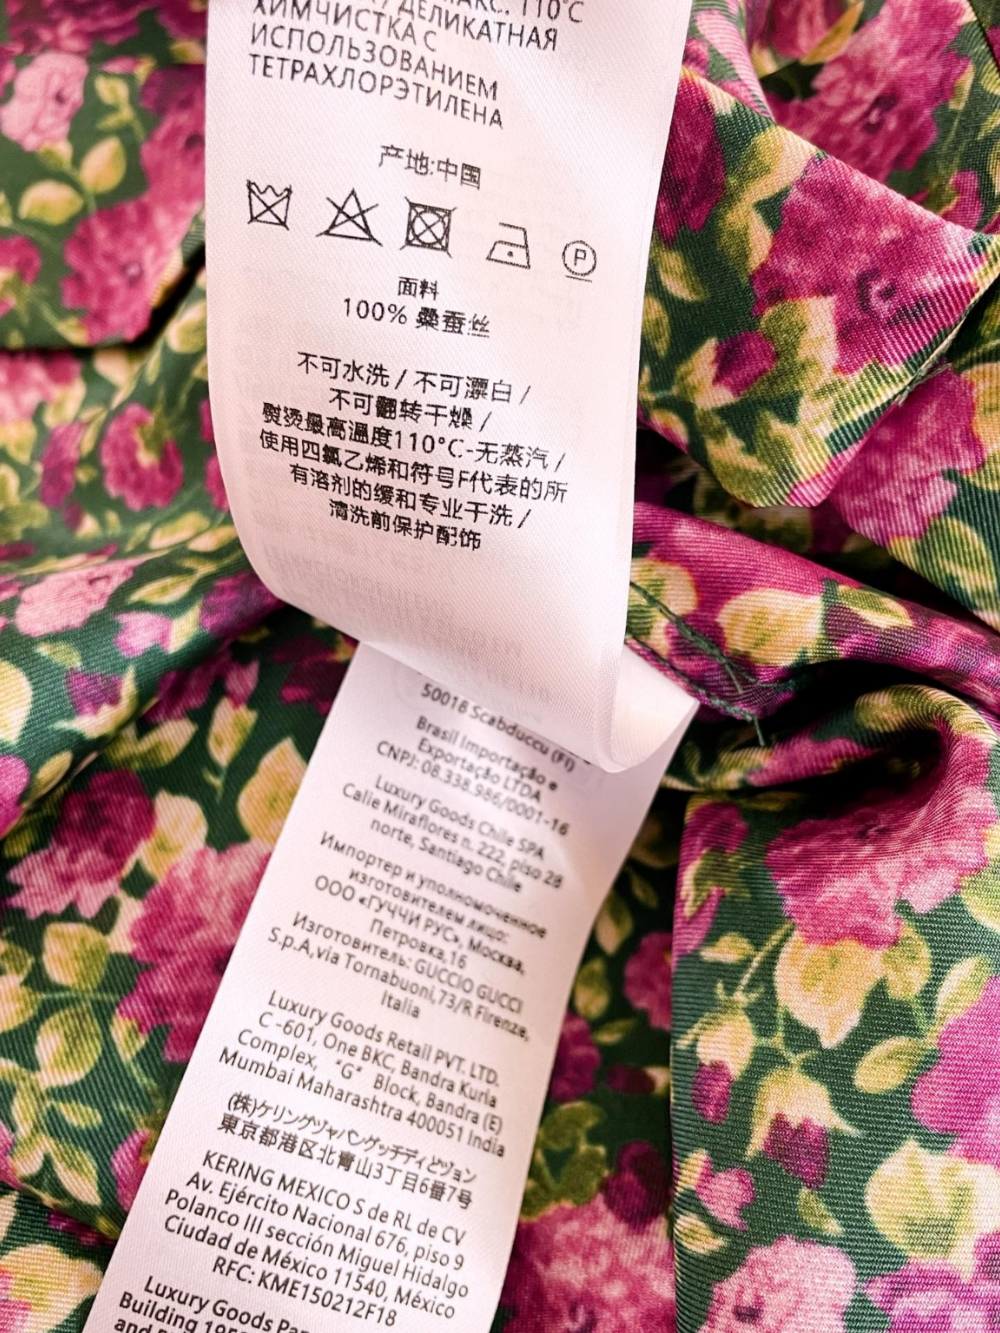 МАКС. 110°C
/ ДЕЛИКАТНАЯ
ХИМЧИСТКА С
ИСПОЛЬЗОВАНИЕМ
ТЕТРАХЛОРЭТИЛЕНА
产地:中国
P
面料
100% 桑蚕丝
不可水洗 / 不可漂白 /
不可翻转干燥 /
熨烫最高温度110°C-无蒸汽 /
使用四氯乙烯和符号F代表的所
有溶剂的缓和专业干洗 /
清洗前保护配饰
50018 Scabduccu (FI)
Brasil Importação e
Exportação LTDA
CNPJ: 08.338.986/0001-16
Luxury Goods Chile SPA
Calle Miraflores n. 222, piso 28
norte, Santiago Chile
Импортер и уполномоченное
изготовителем лицо:
ООО «ГУЧЧИ РУС», Москва,
Петровка,16
Изготовитель: GUCCIO GUCCI
S.p.A,via Tornabuoni,73/R Firenze,
Italia
Luxury Goods Retail PVT. LTD.
C -601, One BKC, Bandra Kurla
Complex, "G" Block, Bandra (E)
Mumbai Maharashtra 400051 India
(株)ケリングジャパングッチディビジョン
東京都港区北青山3丁目6番7号
KERING MEXICO S de RL de CV
Av. Ejército Nacional 676, piso 9
Polanco III sección Miguel Hidalgo
Ciudad de México 11540, México
RFC: KME150212F18
Luxury Goods
Building
and